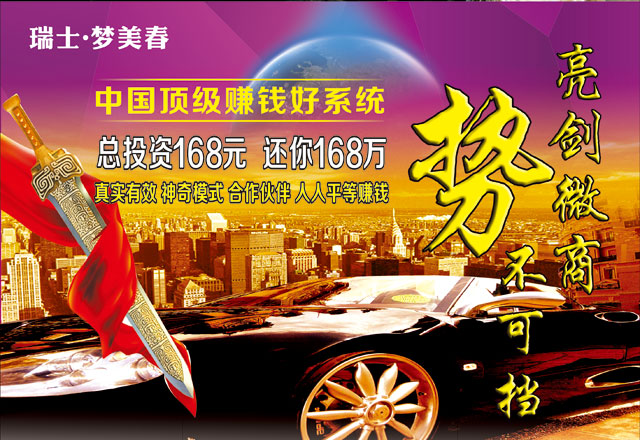 瑞士·梦美春
中国顶级赚钱好系统
总投资168元 还你168万
真实有效 神奇模式 合作伙伴 人人平等赚钱
亮剑微商
势不可挡